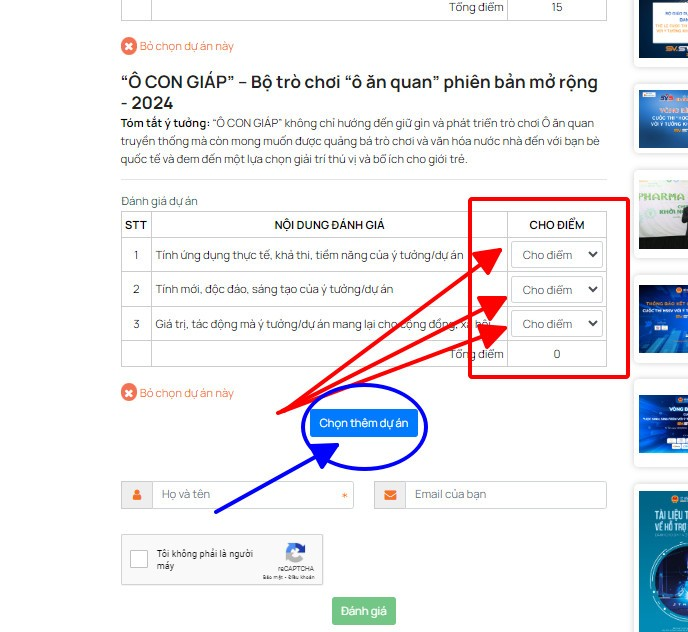 Tổng điểm 15
Bỏ chọn dự án này
“Ô CON GIÁP” – Bộ trò chơi “ô ăn quan” phiên bản mở rộng
- 2024
Tóm tắt ý tưởng: “Ô CON GIÁP” không chỉ hướng đến giữ gìn và phát triển trò chơi Ô ăn quan
truyền thống mà còn mong muốn được quảng bá trò chơi và văn hóa nước nhà đến với bạn bè
quốc tế và đem đến một lựa chọn giải trí thú vị và bổ ích cho giới trẻ.
Đánh giá dự án
STT NỘI DUNG ĐÁNH GIÁ CHO ĐIỂM
1 Tính ứng dụng thực tế, khả thi, tiềm năng của ý tưởng/dự án Cho điểm
2 Tính mới, độc đáo, sáng tạo của ý tưởng/dự án Cho điểm
3 Giá trị, tác động mà ý tưởng/dự án mang lại cho cộng đồng, xã hội... Cho điểm
Tổng điểm 0
Bỏ chọn dự án này
Chọn thêm dự án
Họ và tên *
Email của bạn
Tôi không phải là người
máy
reCAPTCHA
Bảo mật - Điều khoản
Đánh giá
PHARMA
VÒNG
TÀI LIỆU
VỀ HỖ TRỢ